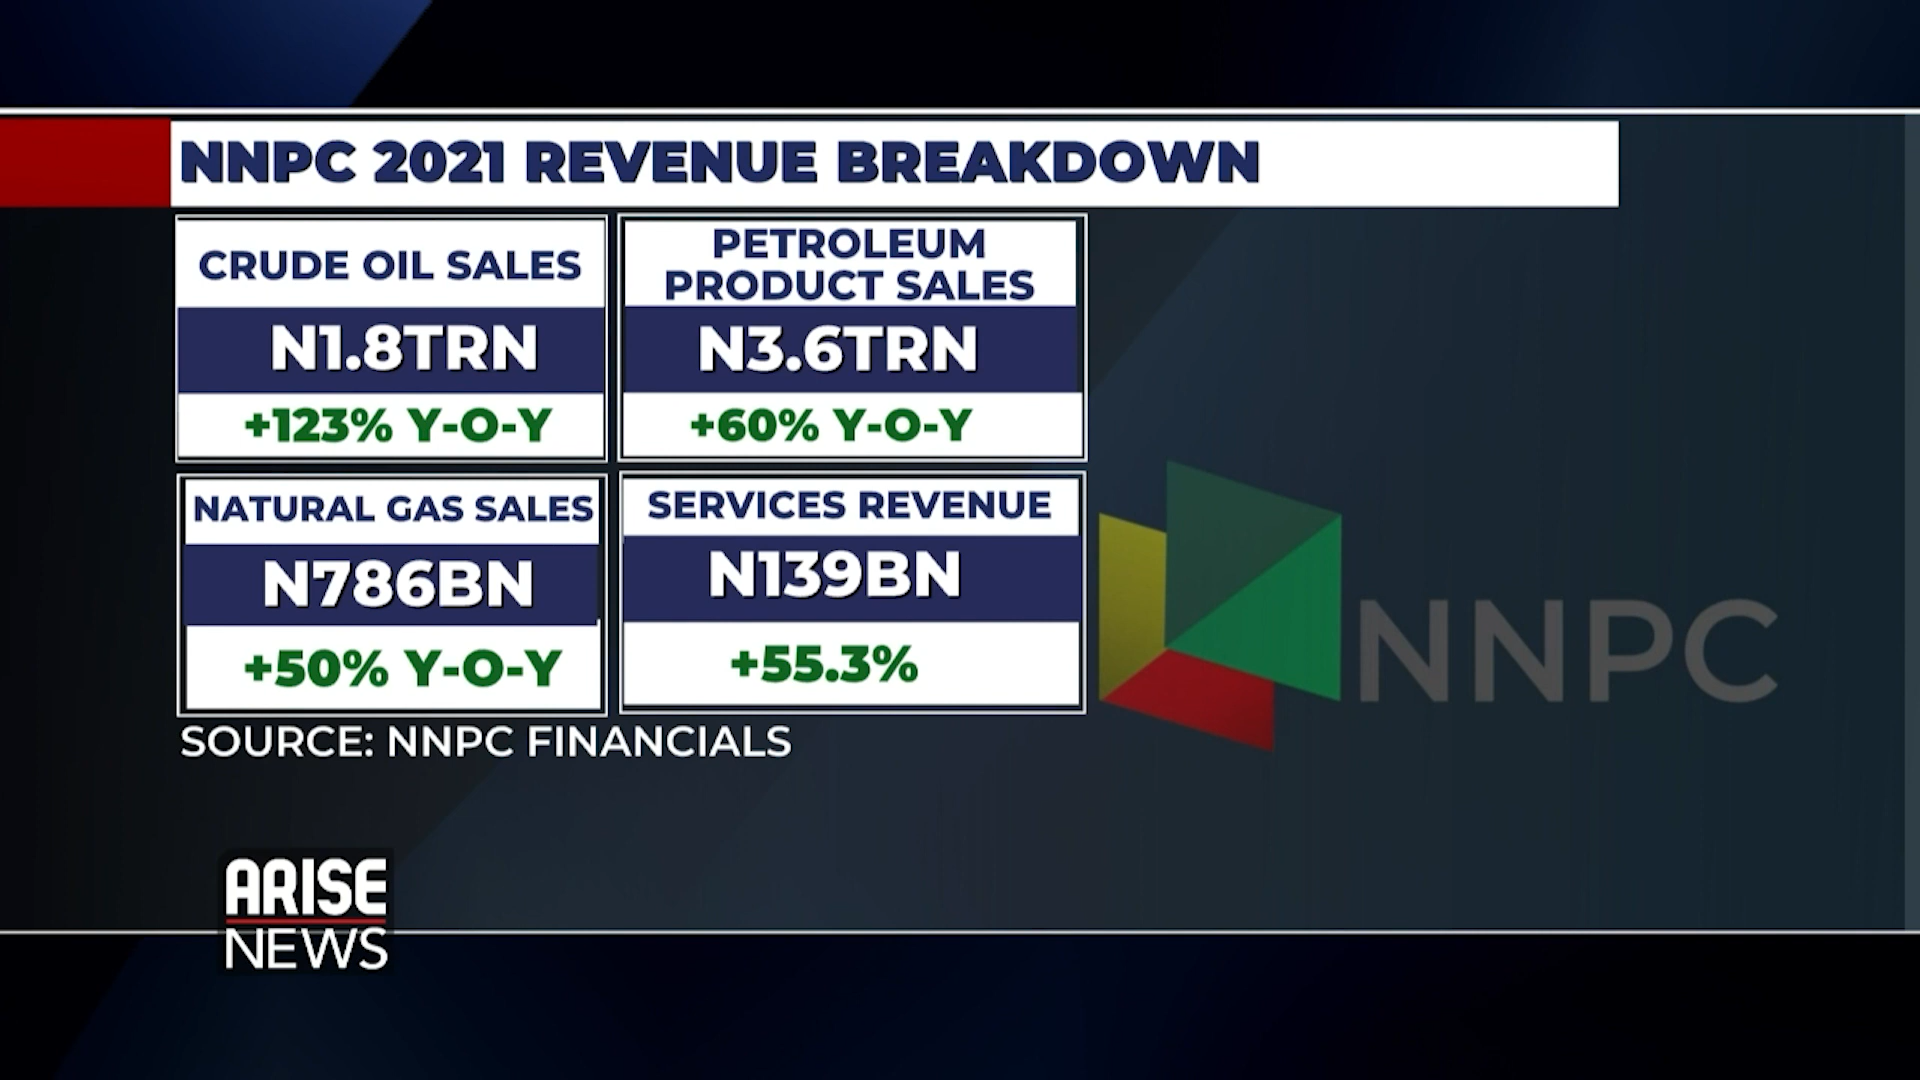 NNPC 2021 REVENUE BREAKDOWN
CRUDE OIL SALES
N1.8TRN
+123% Y-O-Y
PETROLEUM
PRODUCT SALES
N3.6TRN
+60% Y-O-Y
NATURAL GAS SALES
N786BN
+50% Y-O-Y
SERVICES REVENUE
N139BN
+55.3%
SOURCE: NNPC FINANCIALS
NNPC
ARISE
NEWS